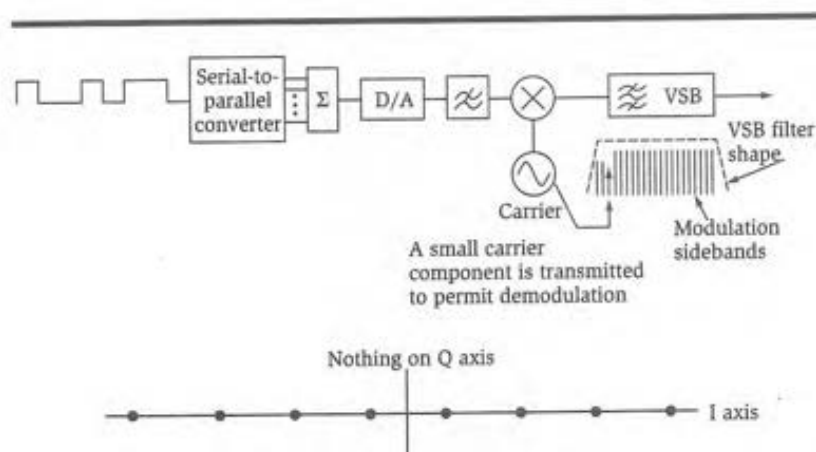 Serial-to-
parallel
converter
Σ
D/A
VSB
VSB filter
shape
Carrier
Modulation
sidebands
A small carrier
component is transmitted
to permit demodulation
Nothing on Q axis
I axis